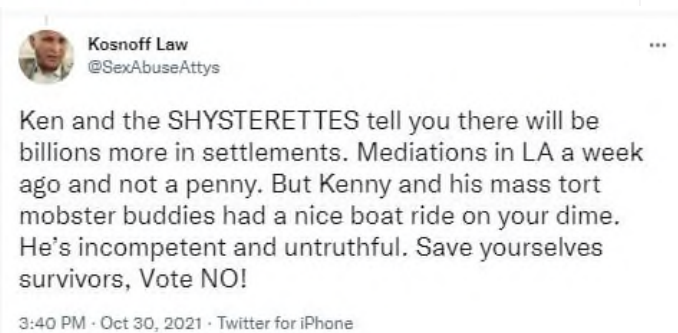 Kosnoff Law
@SexAbuseAttys
Ken and the SHYSTERETTES tell you there will be
billions more in settlements. Mediations in LA a week
ago and not a penny. But Kenny and his mass tort
mobster buddies had a nice boat ride on your dime.
He's incompetent and untruthful. Save yourselves
survivors, Vote NO!
3:40 PM · Oct 30, 2021 · Twitter for iPhone